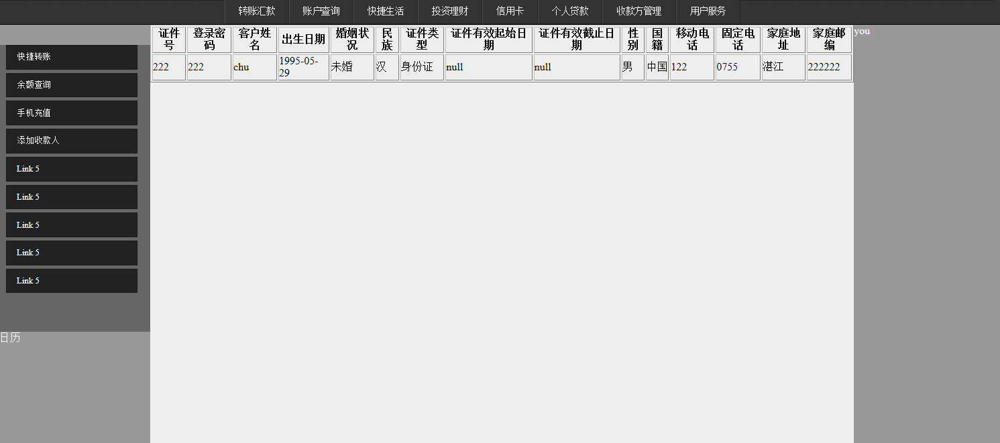 转账汇款 账户查询 快捷生活 投资理财 信用卡 个人贷款 收款方管理 用户服务
快捷转账
余额查询
手机充值
添加收款人
Link 5
Link 5
Link 5
Link 5
Link 5
日历
证件号 登录密码 客户姓名 出生日期 婚姻状况 民族 证件类型 证件有效起始日期 证件有效截止日期 性别 国籍 移动电话 固定电话 家庭地址 家庭邮编
222 222 chu 1995-05-29 未婚 汉 身份证 null null 男 中国 122 0755 湛江 222222
you